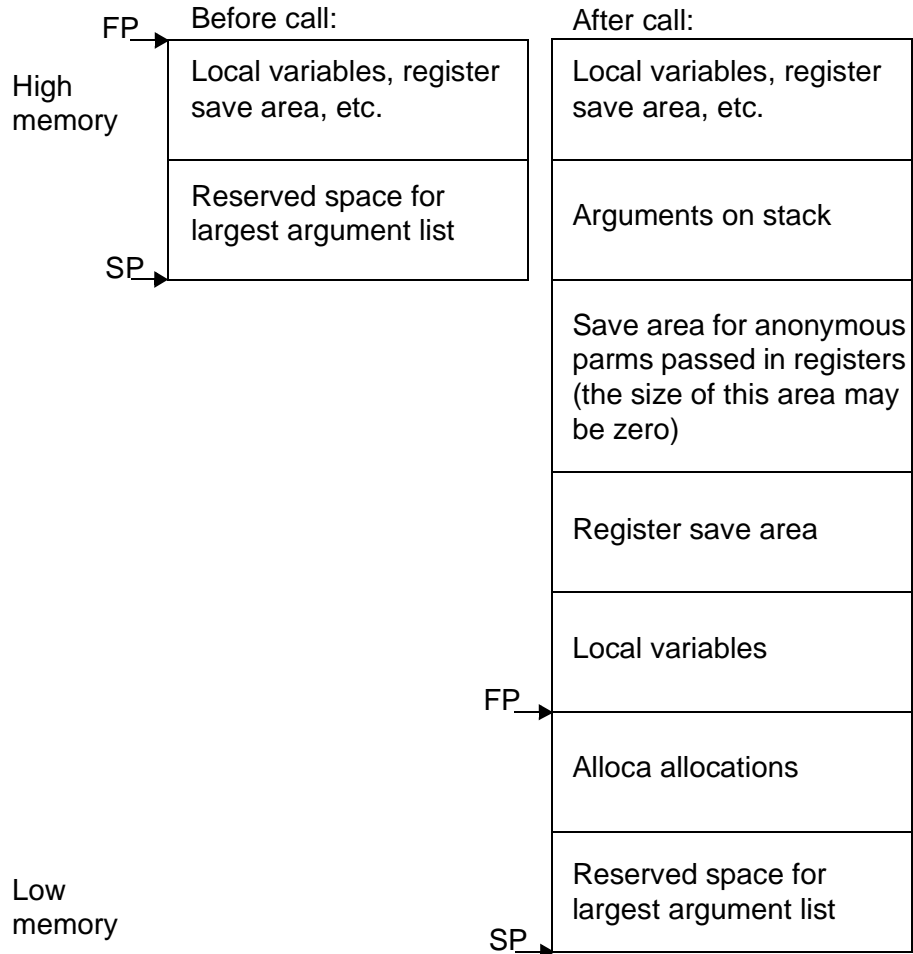 Before call:
FP
High
memory
Local variables, register
save area, etc.
Reserved space for
largest argument list
SP
After call:
Local variables, register
save area, etc.
Arguments on stack
Save area for anonymous
parms passed in registers
(the size of this area may
be zero)
Register save area
Local variables
FP
Alloca allocations
Reserved space for
largest argument list
Low
memory
SP